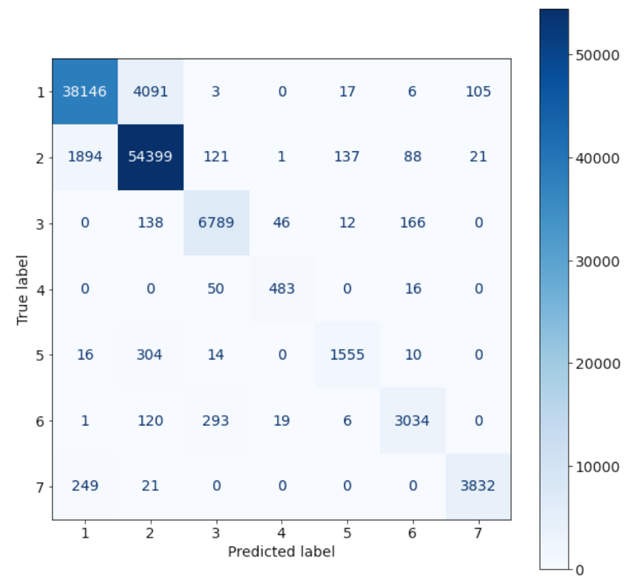 1 38146 4091 3 0 17 6 105
2 1894 54399 121 1 137 88 21
3 0 138 6789 46 12 166 0
4 0 0 50 483 0 16 0
5 16 304 14 0 1555 10 0
6 1 120 293 19 6 3034 0
7 249 21 0 0 0 0 3832
1 2 3 4 5 6 7
Predicted label
True label
50000
40000
30000
20000
10000
0